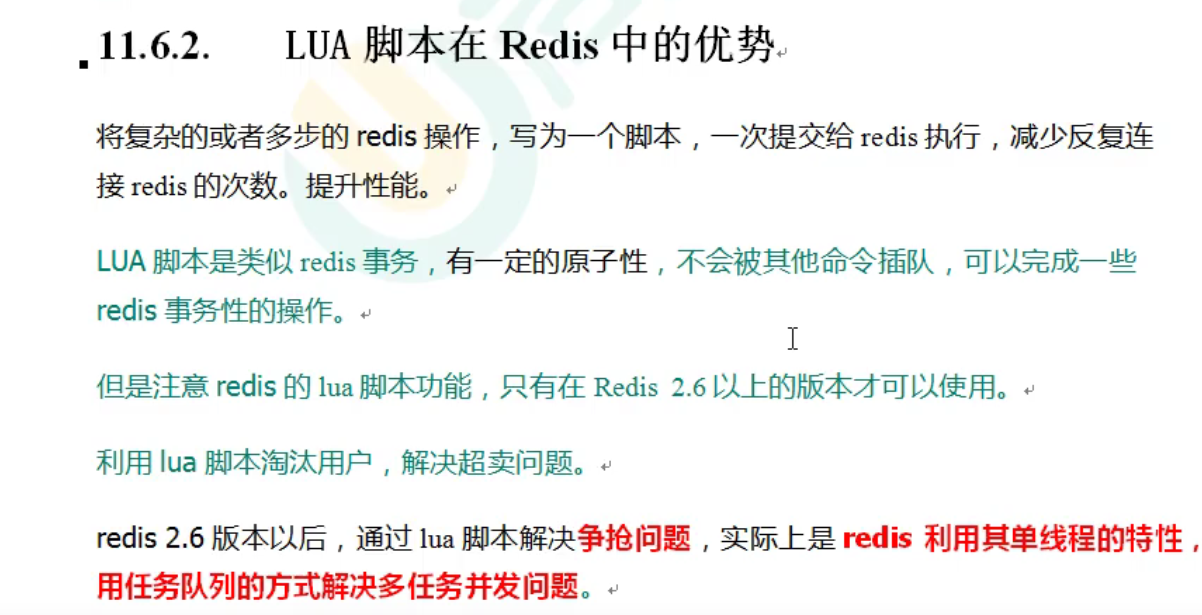 11.6.2. LUA 脚本在 Redis 中的优势
将复杂的或者多步的 redis 操作，写为一个脚本，一次提交给 redis 执行，减少反复连
接 redis 的次数。提升性能。
LUA 脚本是类似 redis 事务，有一定的原子性，不会被其他命令插队，可以完成一些
redis 事务性的操作。
但是注意 redis 的 lua 脚本功能，只有在 Redis 2.6 以上的版本才可以使用。
利用 lua 脚本淘汰用户，解决超卖问题。
redis 2.6 版本以后，通过 lua 脚本解决争抢问题，实际上是 redis 利用其单线程的特性，
用任务队列的方式解决多任务并发问题。